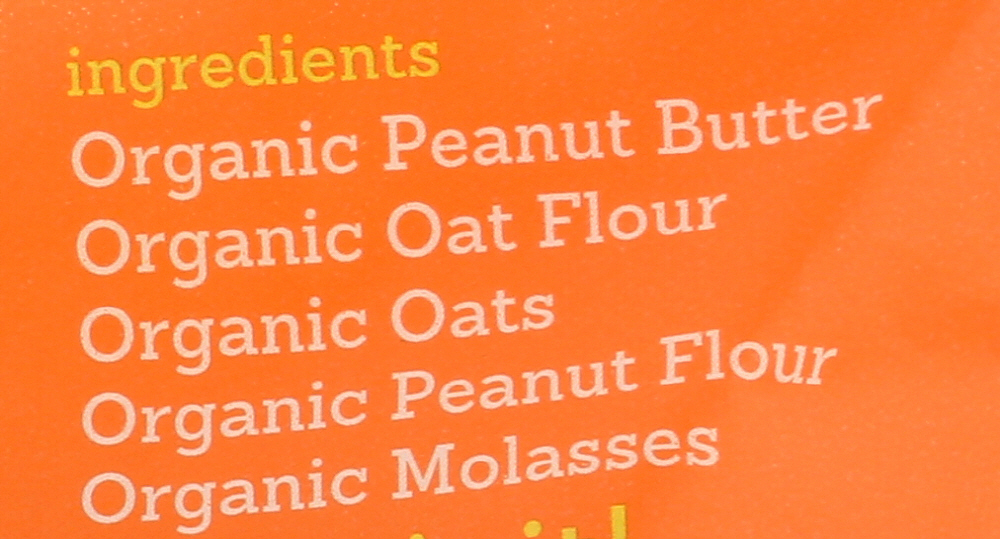 ingredients
Organic Peanut Butter
Organic Oat Flour
Organic Oats
Organic Peanut Flour
Organic Molasses